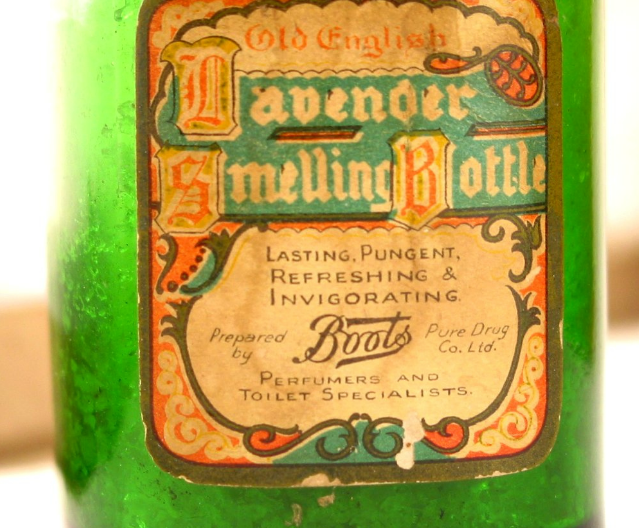 Old English
Lavender
Smelling Bottle
LASTING, PUNGENT,
REFRESHING &
INVIGORATING.
Prepared by Boots Pure Drug Co. Ltd.
PERFUMERS AND
TOILET SPECIALISTS.